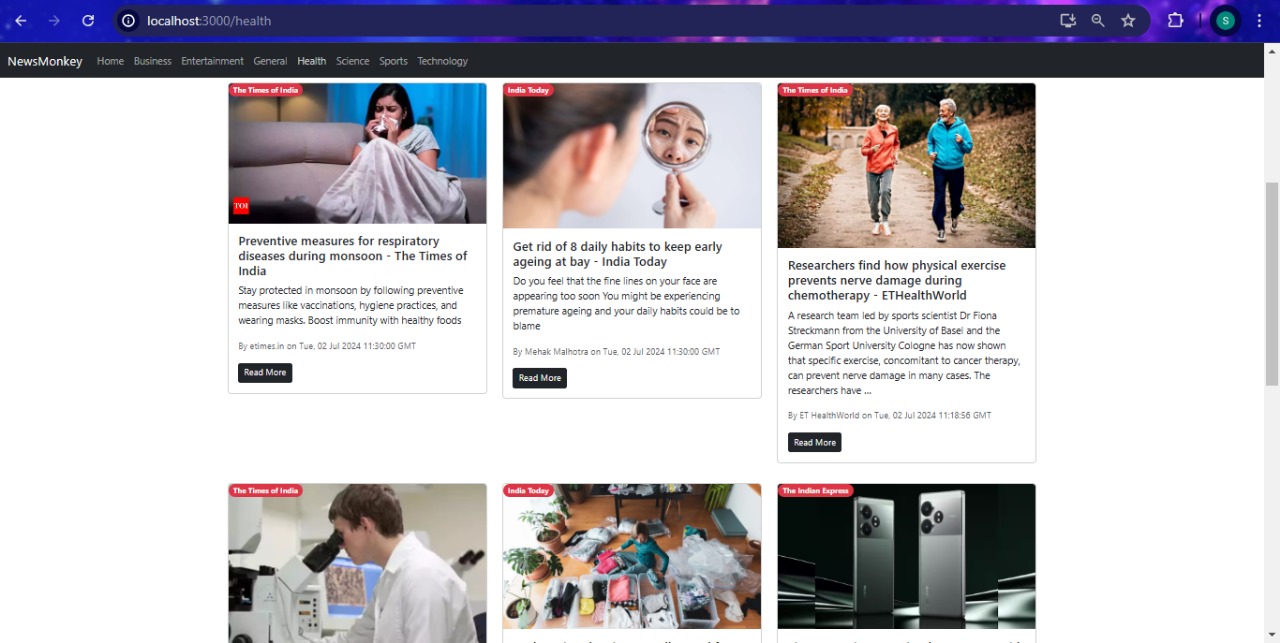 localhost:3000/health
S
NewsMonkey Home Business Entertainment General Health Science Sports Technology
The Times of India
TOI
Preventive measures for respiratory
diseases during monsoon - The Times of
India
Stay protected in monsoon by following preventive
measures like vaccinations, hygiene practices, and
wearing masks. Boost immunity with healthy foods
By etimes.in on Tue, 02 Jul 2024 11:30:00 GMT
Read More
India Today
Get rid of 8 daily habits to keep early
ageing at bay - India Today
Do you feel that the fine lines on your face are
appearing too soon You might be experiencing
premature ageing and your daily habits could be to
blame
By Mehak Malhotra on Tue, 02 Jul 2024 11:30:00 GMT
Read More
The Times of India
Researchers find how physical exercise
prevents nerve damage during
chemotherapy - ETHealthWorld
A research team led by sports scientist Dr Fiona
Streckmann from the University of Basel and the
German Sport University Cologne has now shown
that specific exercise, concomitant to cancer therapy,
can prevent nerve damage in many cases. The
researchers have ...
By ET HealthWorld on Tue, 02 Jul 2024 11:18:56 GMT
Read More
The Times of India
India Today
The Indian Express